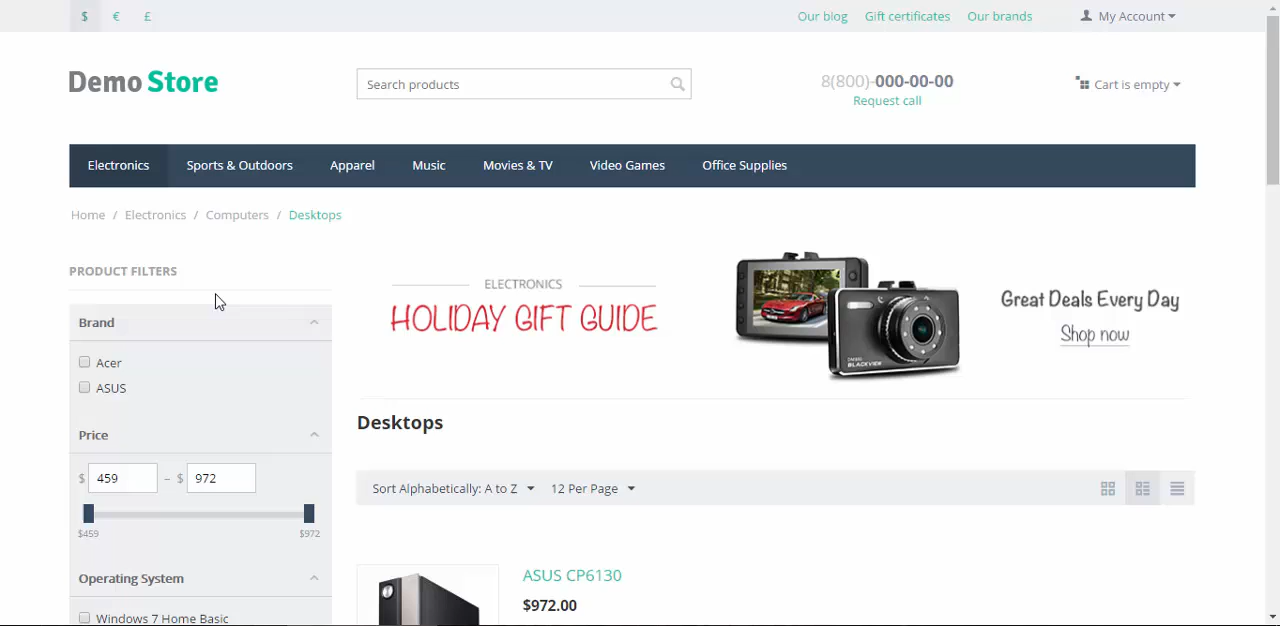 $ € £ Our blog Gift certificates Our brands My Account
Demo Store Search products 8(800)-000-00-00 Cart is empty
Request call
Electronics Sports & Outdoors Apparel Music Movies & TV Video Games Office Supplies
Home / Electronics / Computers / Desktops
PRODUCT FILTERS
Brand
Acer
ASUS
Price
$ 459 – $ 972
$459 $972
Operating System
Windows 7 Home Basic
ELECTRONICS
HOLIDAY GIFT GUIDE
BLACKVIEW
Great Deals Every Day
Shop now
Desktops
Sort Alphabetically: A to Z 12 Per Page
ASUS CP6130
$972.00